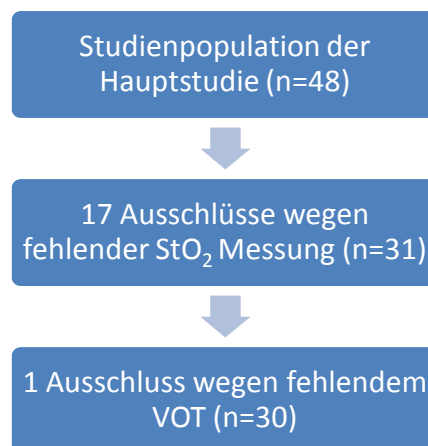 Studienpopulation der
Hauptstudie (n=48)
17 Ausschlüsse wegen
fehlender StO₂ Messung (n=31)
1 Ausschluss wegen fehlendem
VOT (n=30)